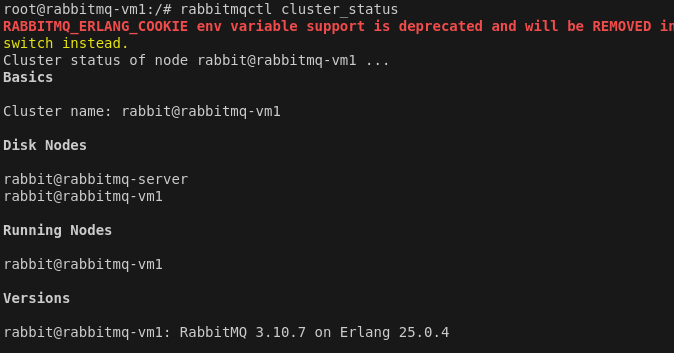 root@rabbitmq-vm1:/# rabbitmqctl cluster_status
RABBITMQ_ERLANG_COOKIE env variable support is deprecated and will be REMOVED in
switch instead.
Cluster status of node rabbit@rabbitmq-vm1 ...
Basics
Cluster name: rabbit@rabbitmq-vm1
Disk Nodes
rabbit@rabbitmq-server
rabbit@rabbitmq-vm1
Running Nodes
rabbit@rabbitmq-vm1
Versions
rabbit@rabbitmq-vm1: RabbitMQ 3.10.7 on Erlang 25.0.4